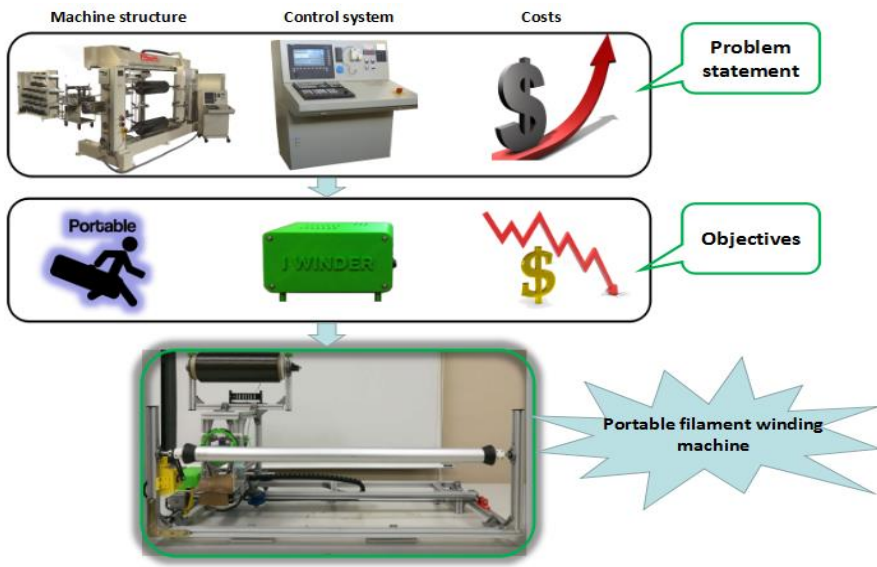 Machine structure
Control system
Costs
Problem
statement
Portable
I WINDER
Objectives
Portable filament winding
machine